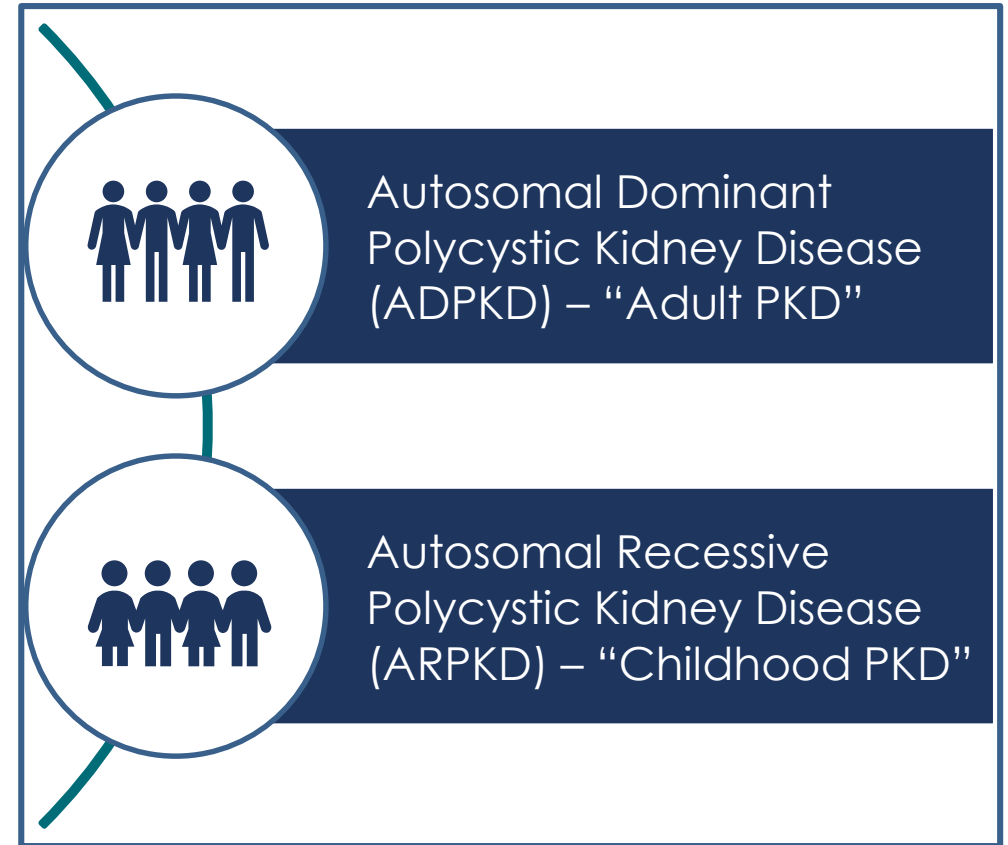 Autosomal Dominant
Polycystic Kidney Disease
(ADPKD) – “Adult PKD”
Autosomal Recessive
Polycystic Kidney Disease
(ARPKD) – “Childhood PKD”